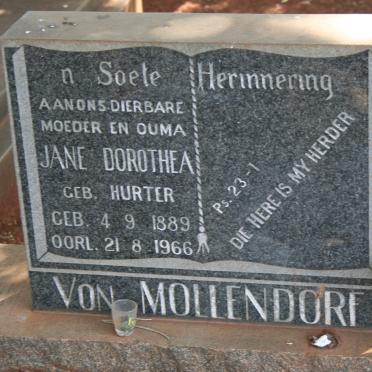 'n Soete Herinnering
AAN ONS DIERBARE
MOEDER EN OUMA
JANE DOROTHEA
GEB. HURTER
GEB. 4 9 1889
OORL. 21 8 1966
Ps. 23-1
DIE HERE IS MY HERDER
VON MOLLENDORF